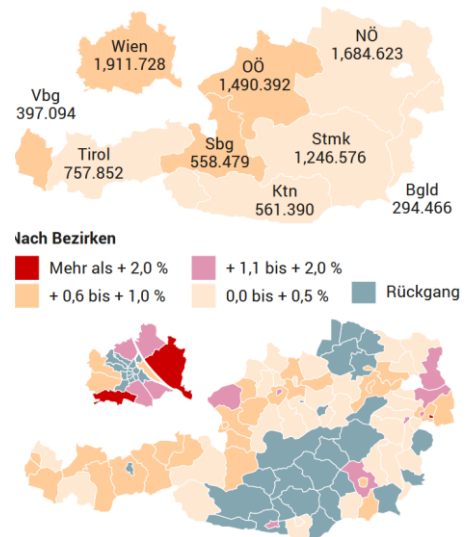 Wien
1,911.728
OÖ
1,490.392
NÖ
1,684.623
Vbg
397.094
Tirol
757.852
Sbg
558.479
Stmk
1,246.576
Ktn
561.390
Bgld
294.466
Nach Bezirken
Mehr als + 2,0 %
+ 1,1 bis + 2,0 %
+ 0,6 bis + 1,0 %
0,0 bis + 0,5 %
Rückgang